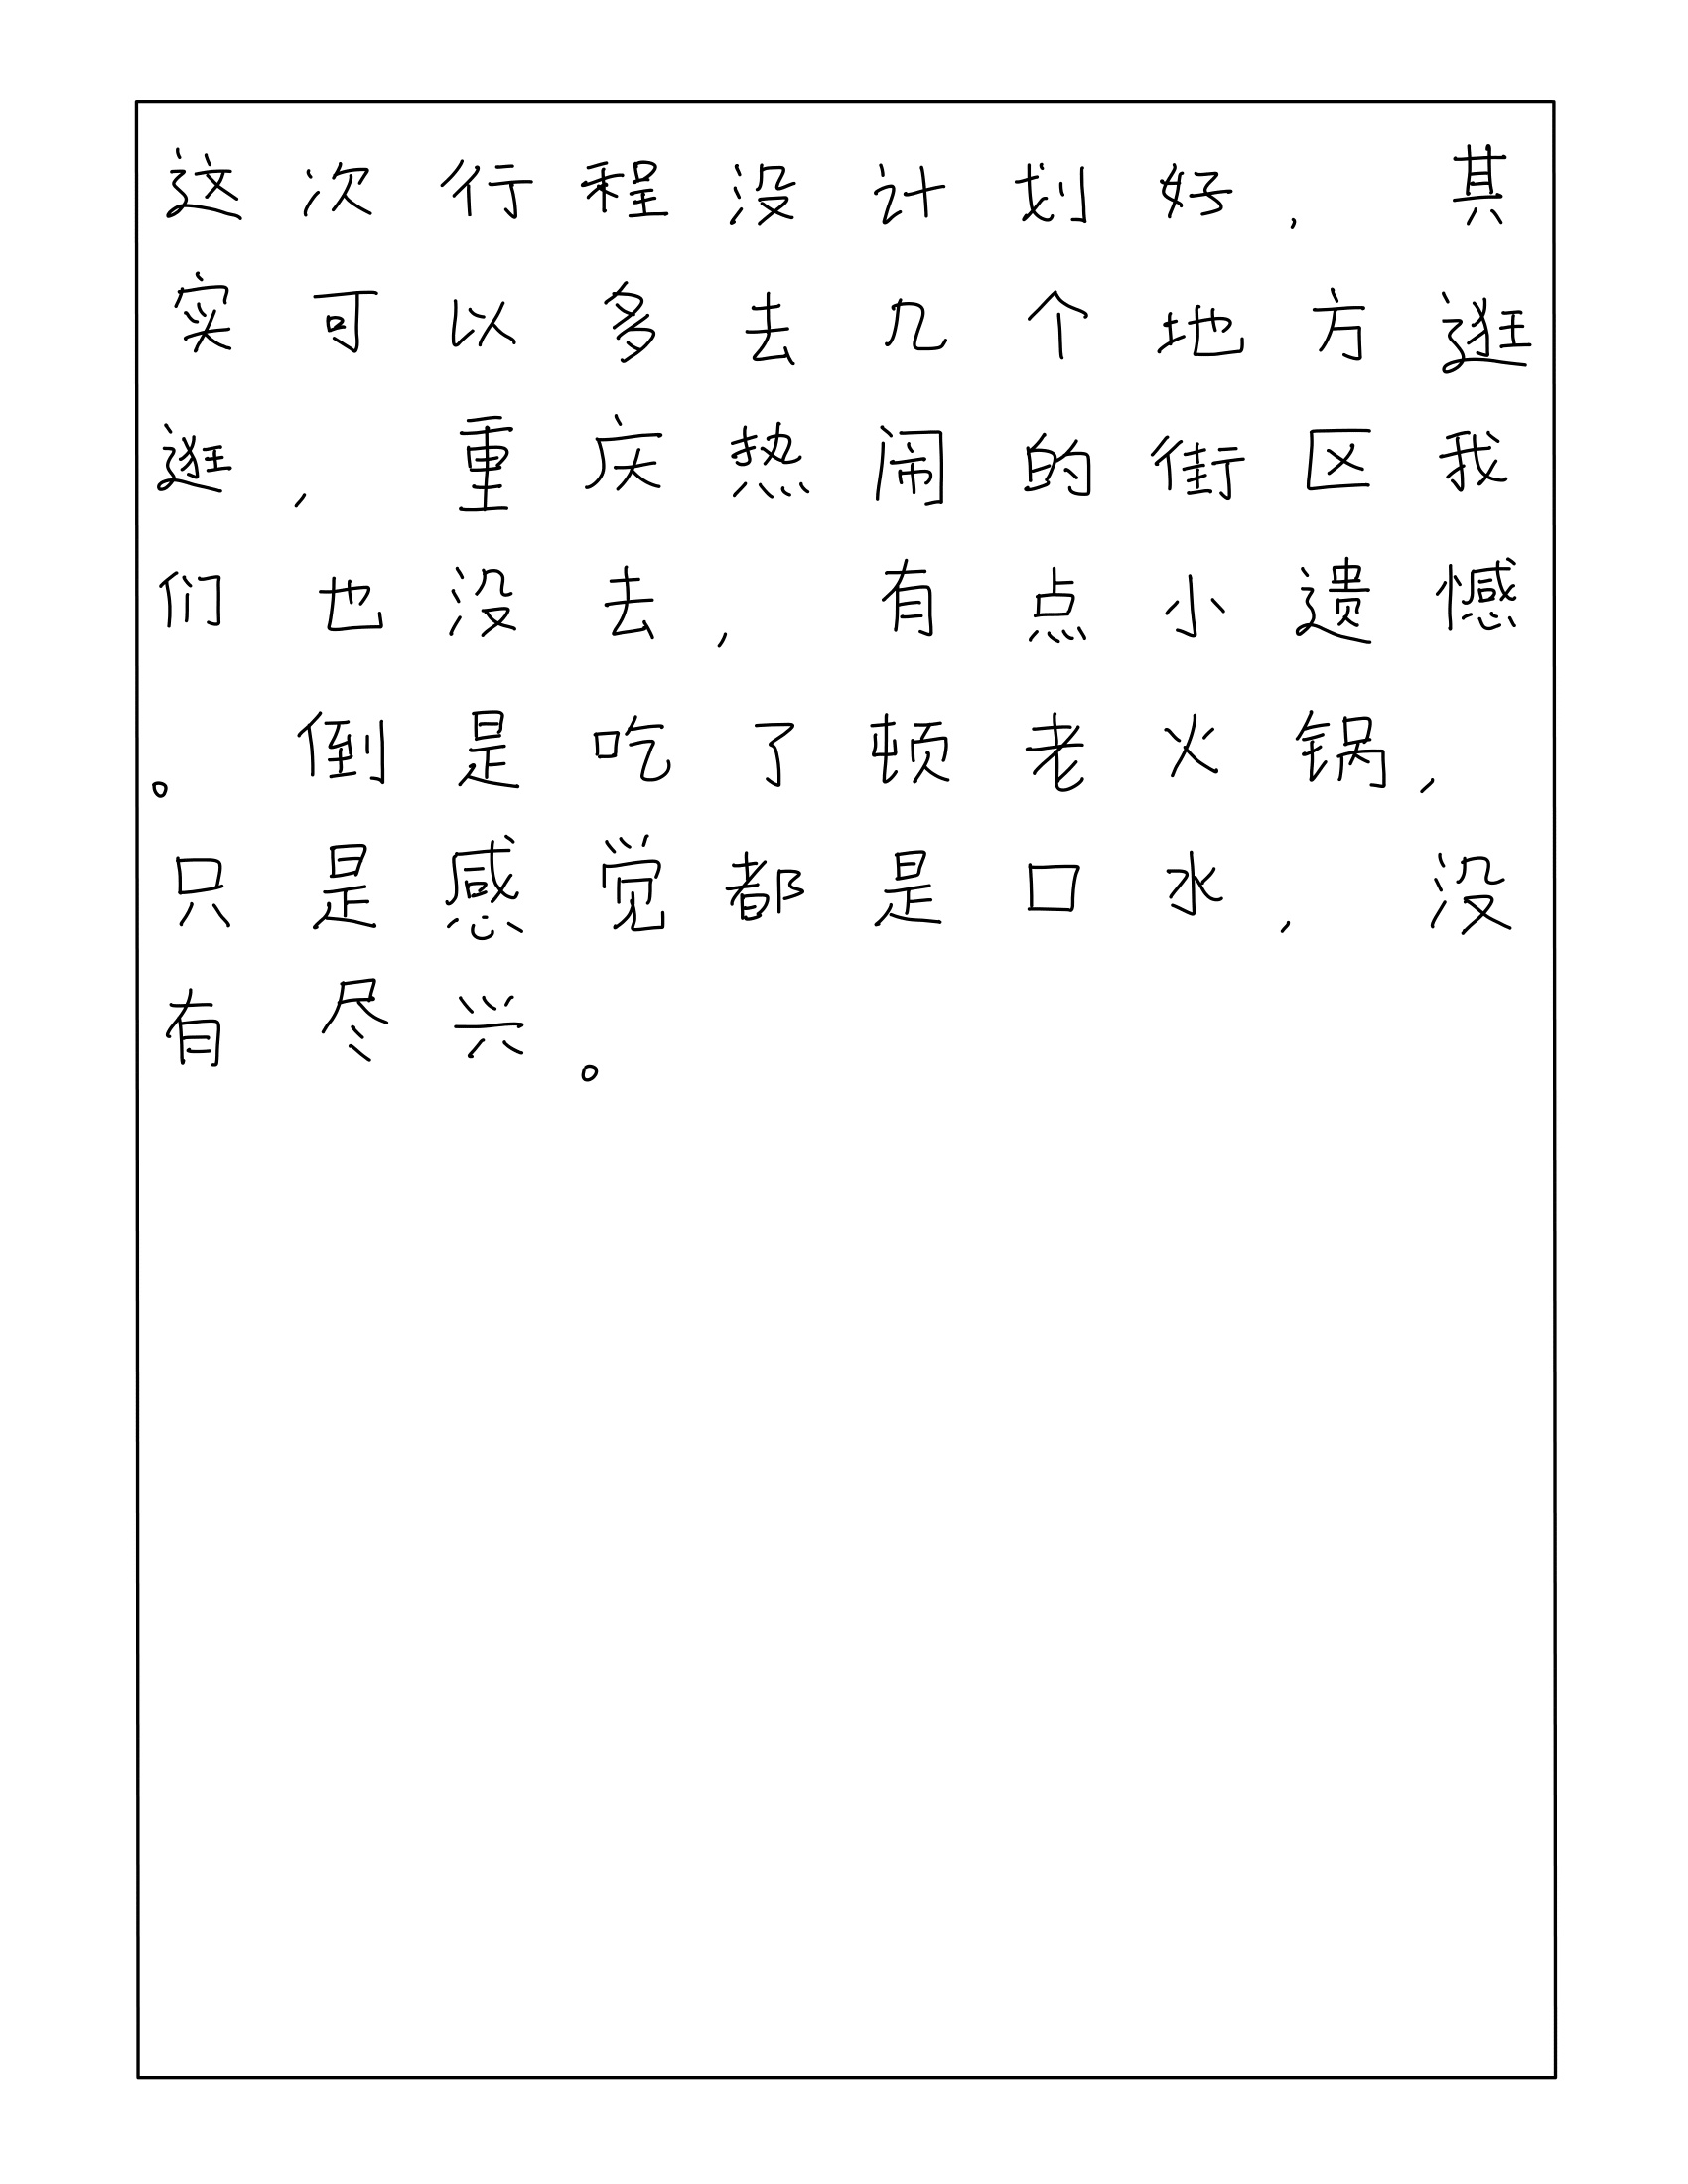 这次行程没计划好，其
实可以多去几个地方逛
逛，重庆热闹的街区我
们也没去，有点小遗憾
。倒是吃了顿老火锅，
只是感觉都是口水，没
有尽兴。